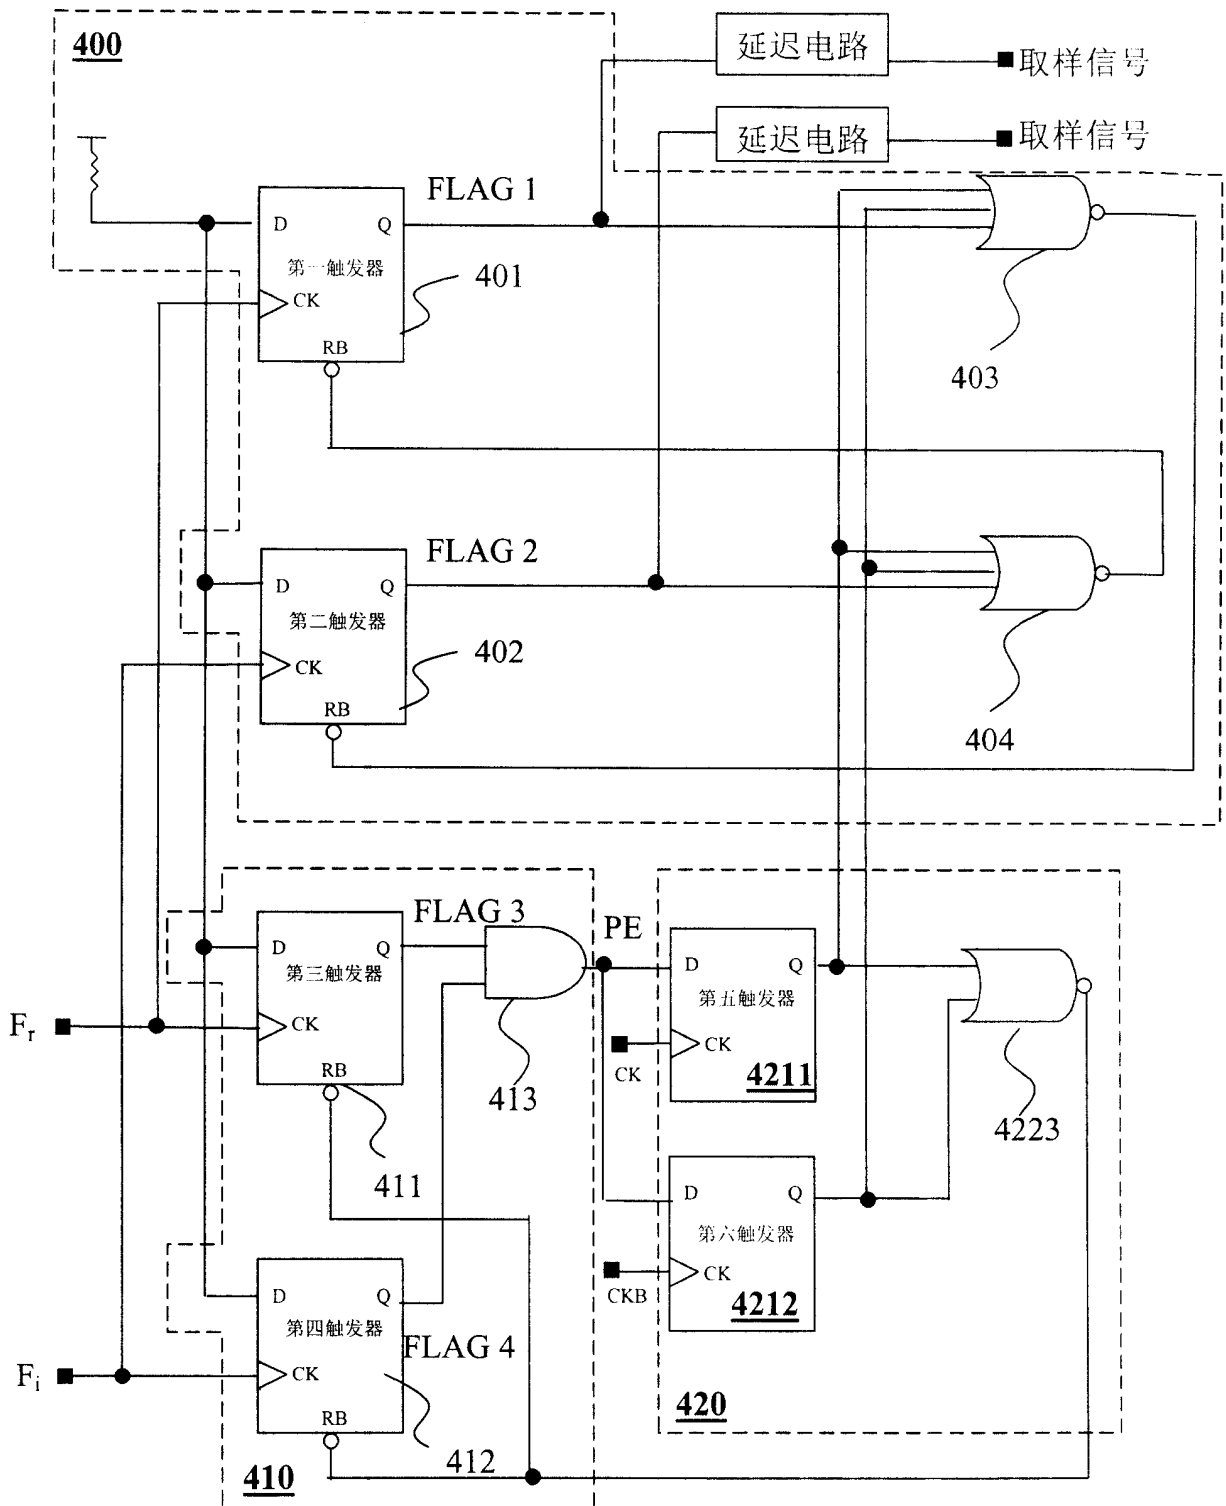 400
延迟电路
取样信号
延迟电路
取样信号
FLAG 1
D
Q
第一触发器
401
CK
RB
403
FLAG 2
D
Q
第二触发器
402
CK
RB
404
FLAG 3
PE
D
Q
第三触发器
D
Q
第五触发器
Fr
CK
CK
CK
4211
RB
413
4223
411
D
Q
第六触发器
CK
CKB
4212
D
Q
第四触发器
FLAG 4
Fi
CK
RB
412
420
410